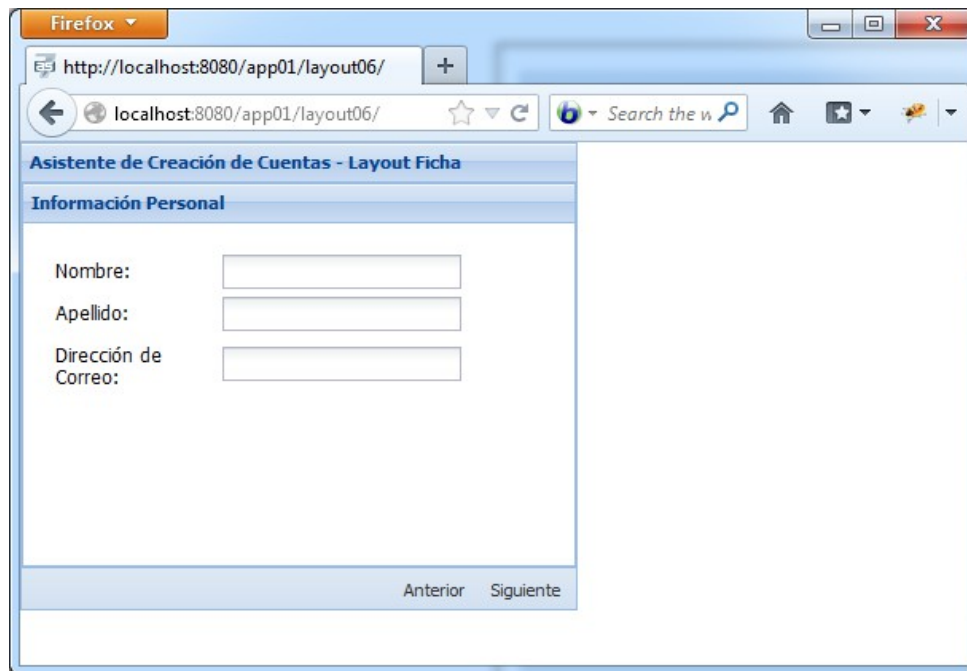 Firefox
http://localhost:8080/app01/layout06/
localhost:8080/app01/layout06/
Search the w
Asistente de Creación de Cuentas - Layout Ficha
Información Personal
Nombre:
Apellido:
Dirección de
Correo:
Anterior Siguiente